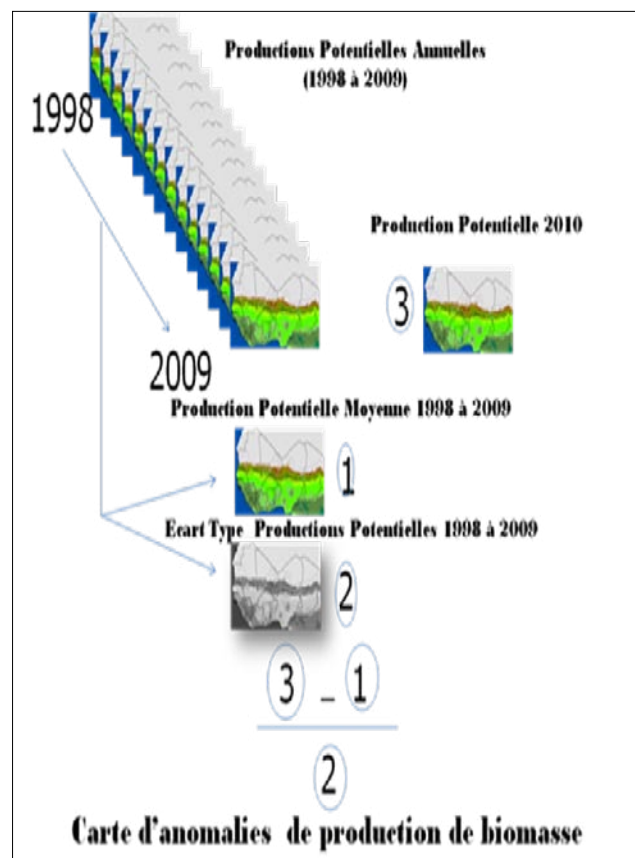 Productions Potentielles Annuelles
(1998 à 2009)
1998
Production Potentielle 2010
3
2009
Production Potentielle Moyenne 1998 à 2009
1
Ecart Type Productions Potentielles 1998 à 2009
2
3 – 1
2
Carte d'anomalies de production de biomasse